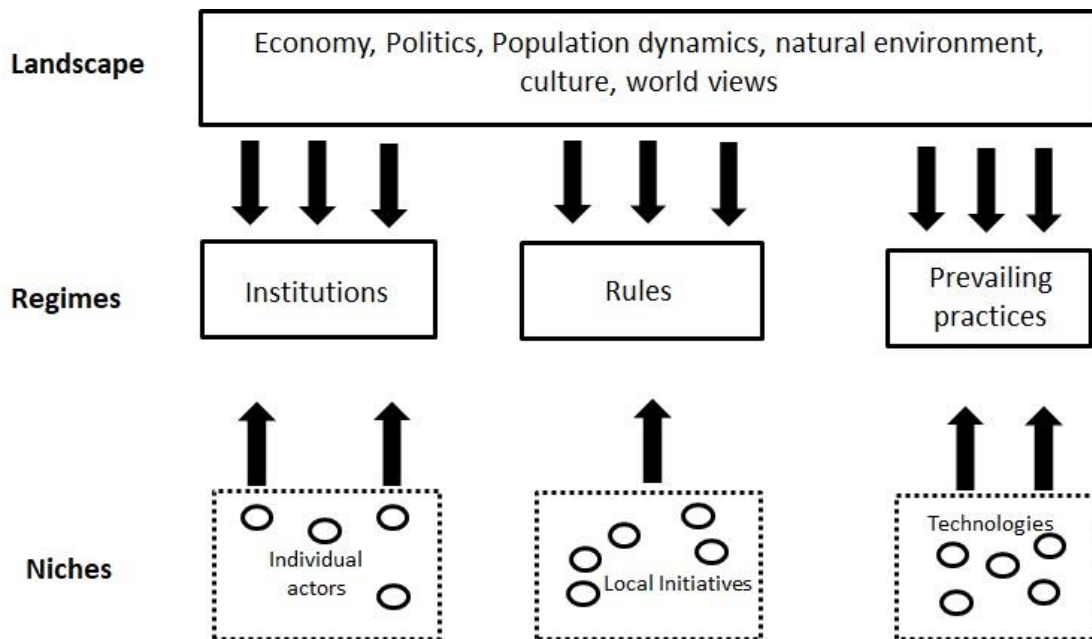 Landscape
Economy, Politics, Population dynamics, natural environment,
culture, world views
Regimes
Institutions
Rules
Prevailing
practices
Niches
Individual
actors
Local Initiatives
Technologies